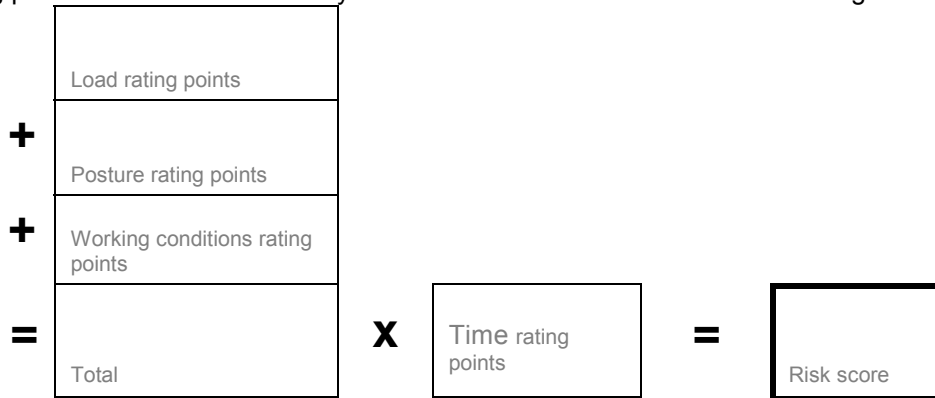 Load rating points
+
Posture rating points
+
Working conditions rating
points
=
Total
x
Time rating
points
=
Risk score